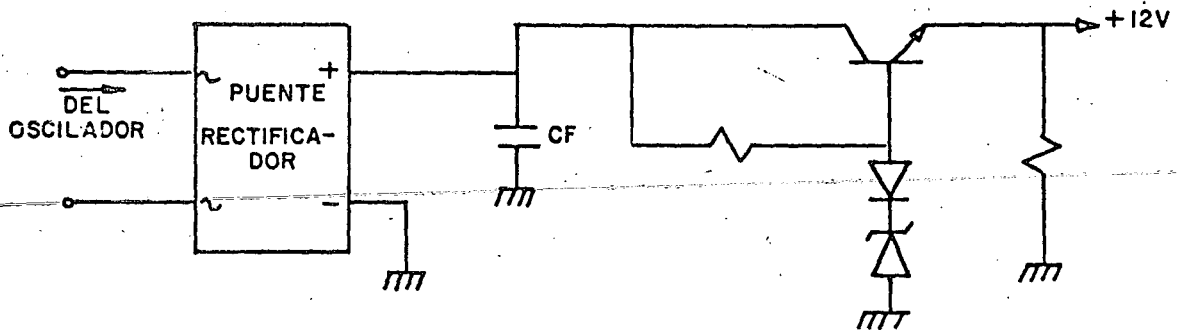 +12V
~ +
PUENTE
DEL
OSCILADOR
RECTIFICA-
DOR
CF
~ -